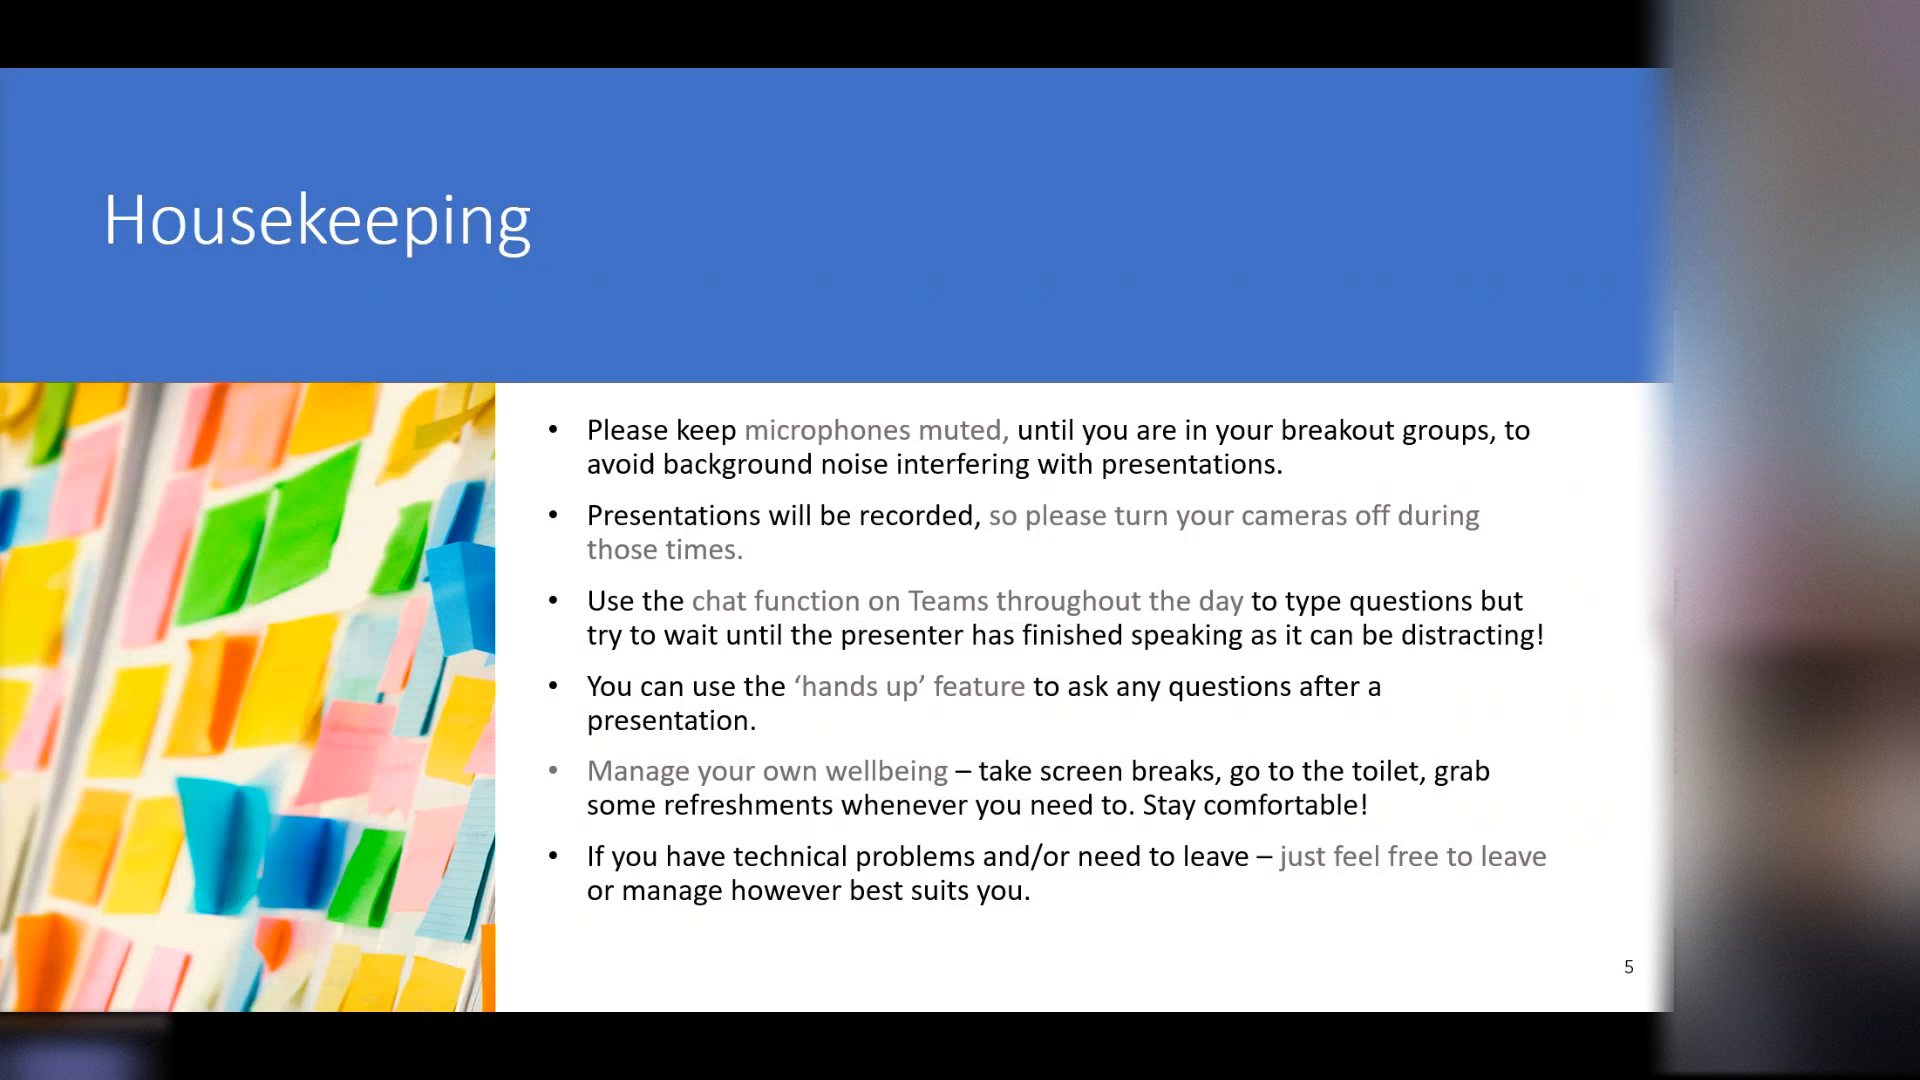 Housekeeping
• Please keep microphones muted, until you are in your breakout groups, to
avoid background noise interfering with presentations.
• Presentations will be recorded, so please turn your cameras off during
those times.
• Use the chat function on Teams throughout the day to type questions but
try to wait until the presenter has finished speaking as it can be distracting!
• You can use the ‘hands up’ feature to ask any questions after a
presentation.
• Manage your own wellbeing – take screen breaks, go to the toilet, grab
some refreshments whenever you need to. Stay comfortable!
• If you have technical problems and/or need to leave – just feel free to leave
or manage however best suits you.
5